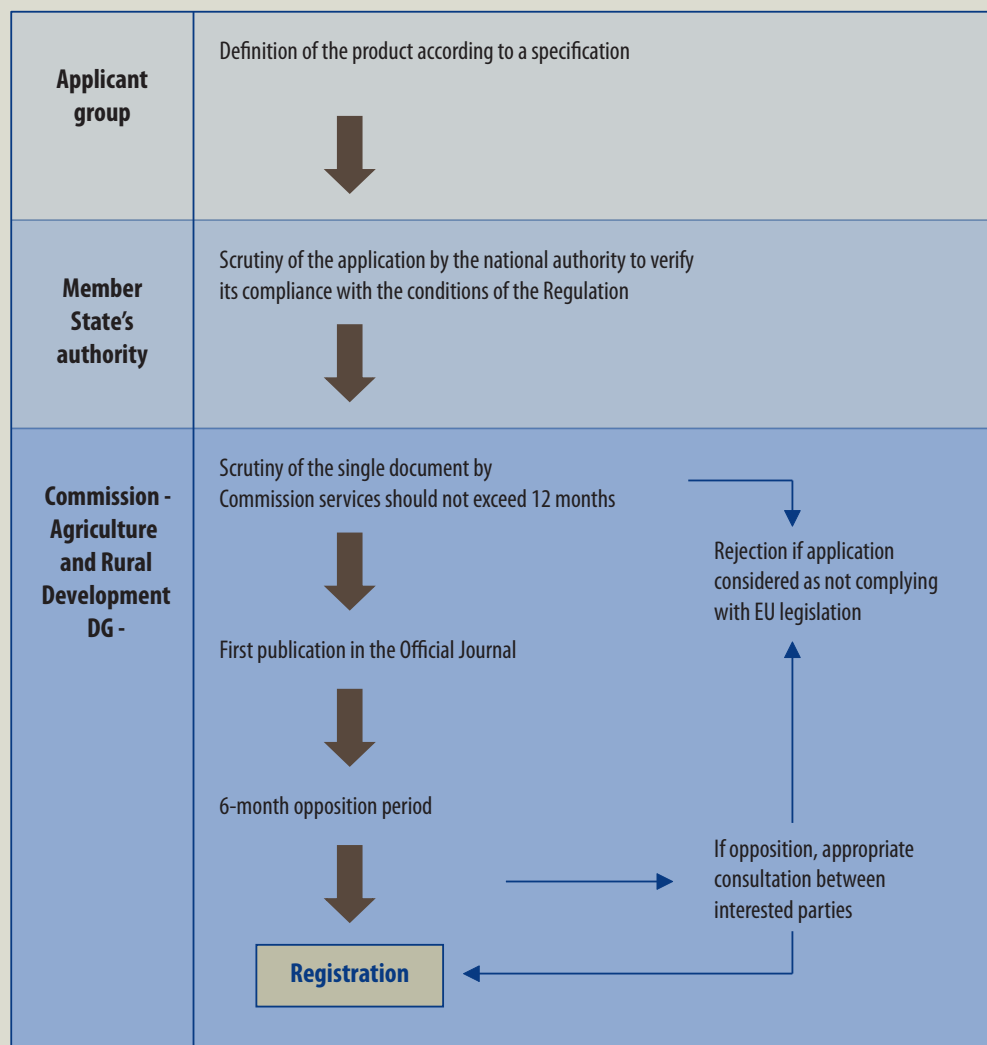 Applicant
group
Definition of the product according to a specification
Member
State's
authority
Scrutiny of the application by the national authority to verify
its compliance with the conditions of the Regulation
Commission -
Agriculture
and Rural
Development
DG -
Scrutiny of the single document by
Commission services should not exceed 12 months
Rejection if application
considered as not complying
with EU legislation
First publication in the Official Journal
6-month opposition period
If opposition, appropriate
consultation between
interested parties
Registration